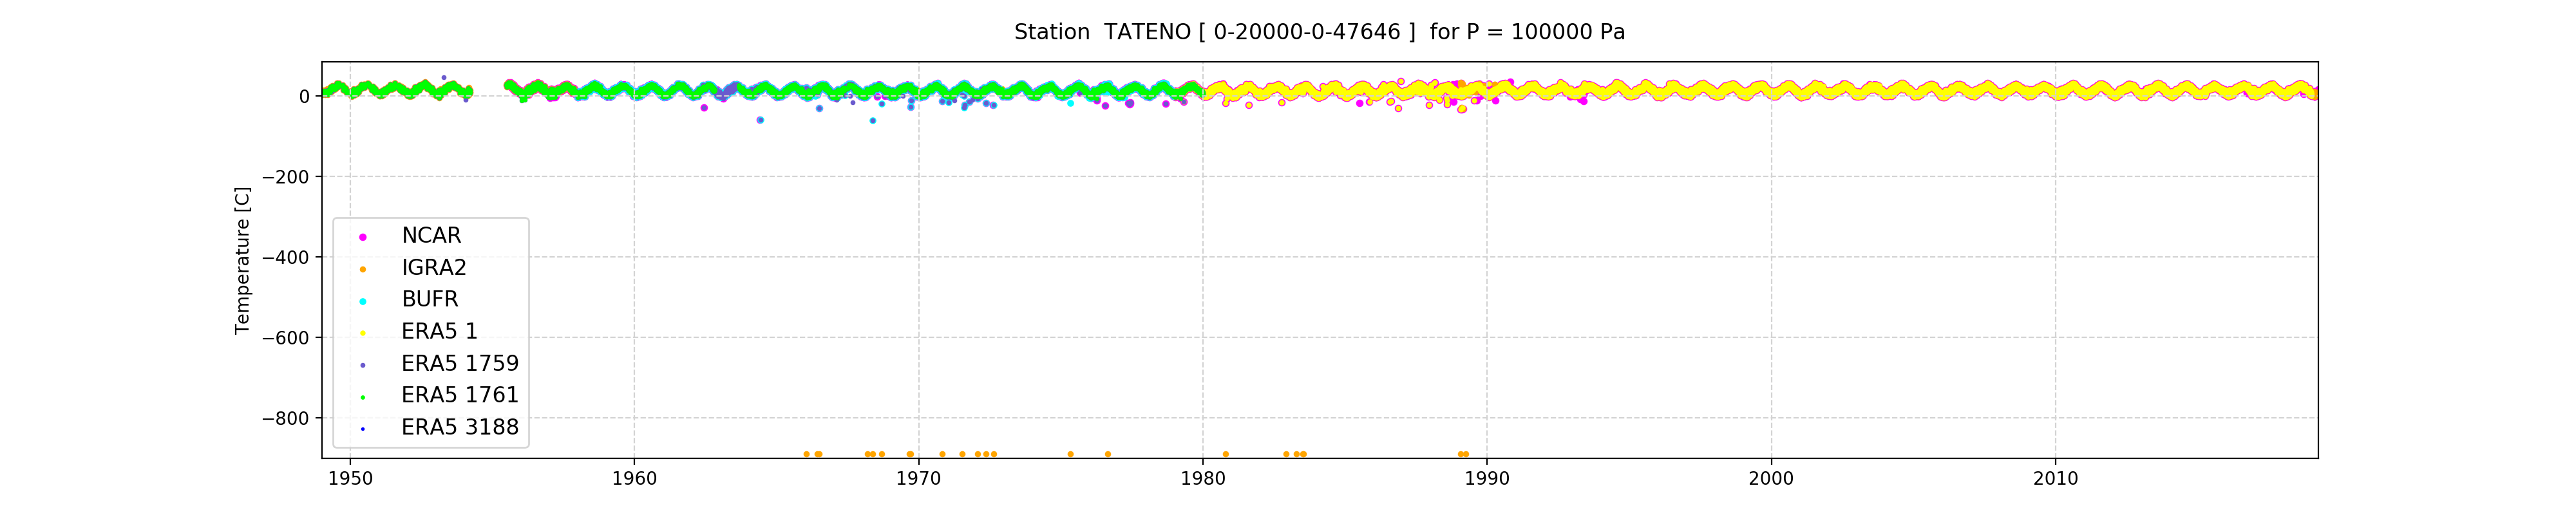 Station  TATENO [ 0-20000-0-47646 ]  for P = 100000 Pa
Temperature [C]
0
−200
−400
−600
−800
NCAR
IGRA2
BUFR
ERA5 1
ERA5 1759
ERA5 1761
ERA5 3188
1950 1960 1970 1980 1990 2000 2010